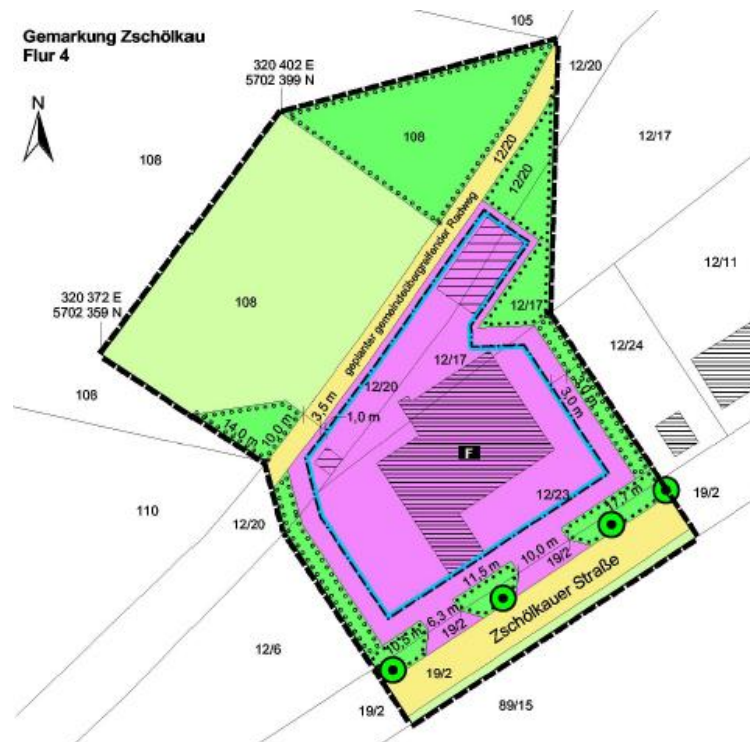 Gemarkung Zschölkau
Flur 4
105
320 402 E
5702 399 N
12/20
N
12/17
108
108
12/20
12/20
12/11
320 372 E
5702 359 N
108
geplanter gemeindeübergreifender Radweg
12/17
12/24
12/17
108
12/20
3,5 m
1,0 m
3,0 m
3,0 m
14,0 m
10,0 m
F
110
12/20
12/23
17,7 m
19/2
10,0 m
19/2
11,5 m
6,3 m
19/2
10,5 m
Zschölkauer Straße
12/6
19/2
19/2
89/15